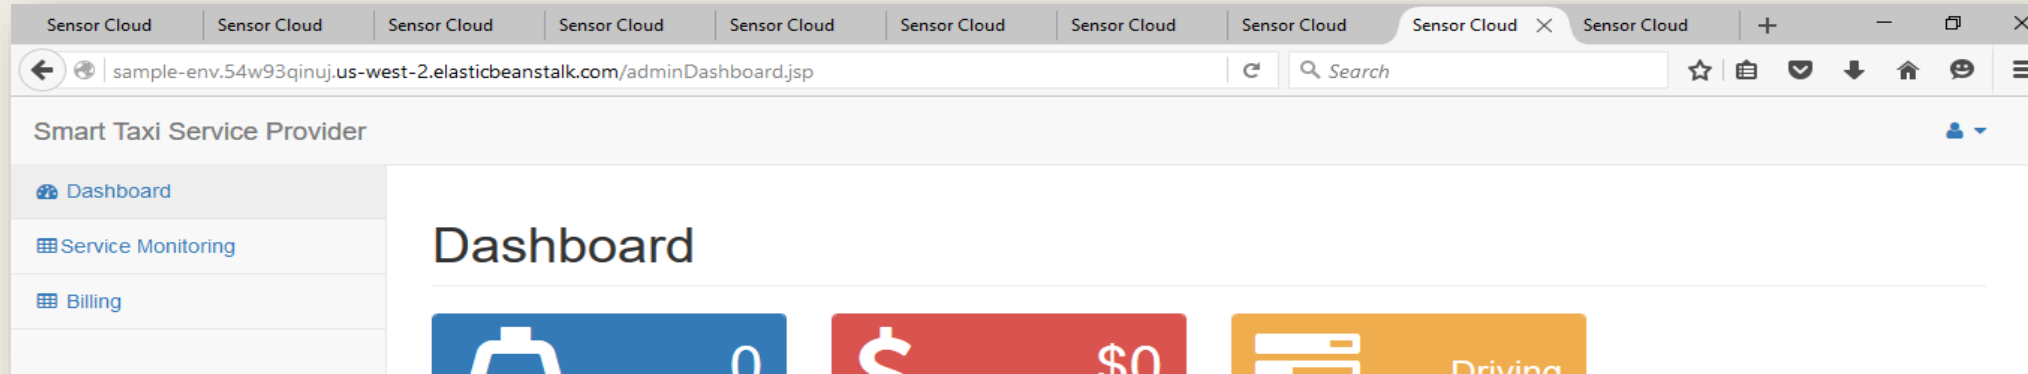 Sensor Cloud Sensor Cloud Sensor Cloud Sensor Cloud Sensor Cloud Sensor Cloud Sensor Cloud Sensor Cloud Sensor Cloud Sensor Cloud
sample-env.54w93qinuj.us-west-2.elasticbeanstalk.com/adminDashboard.jsp Search
Smart Taxi Service Provider
Dashboard
Service Monitoring
Billing
Dashboard
0
$0
Driving